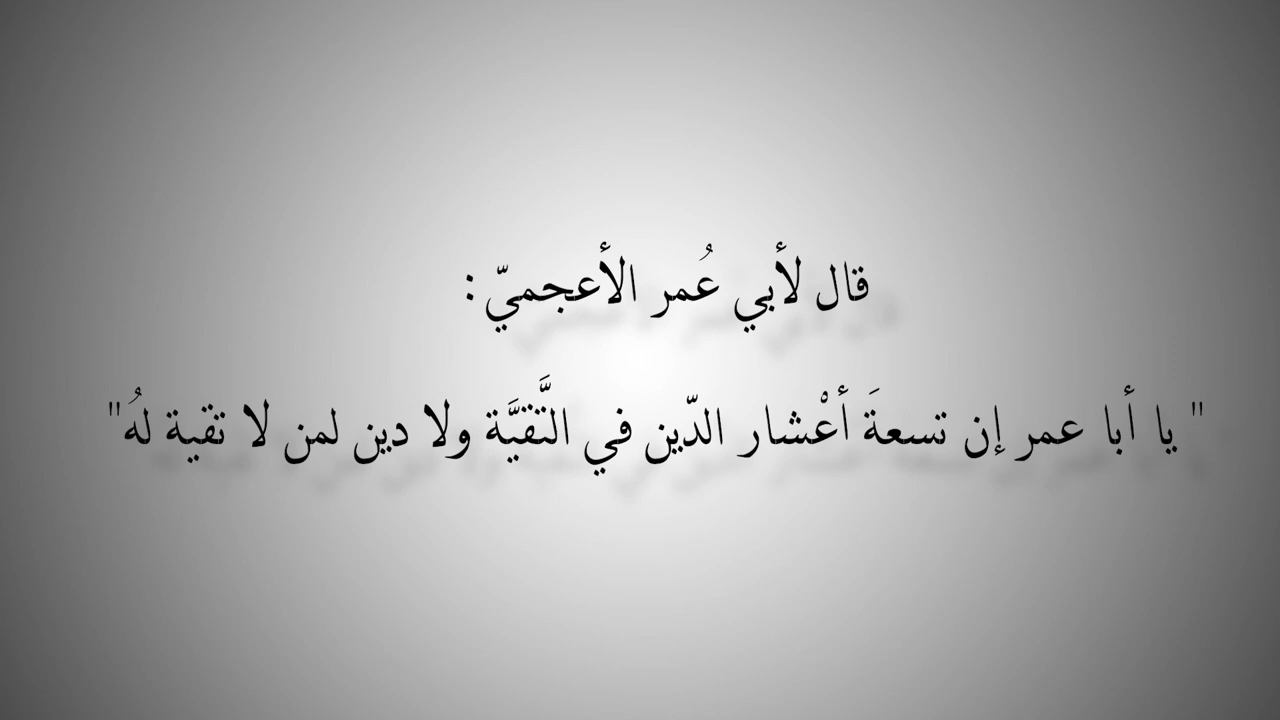 قال لأبي عُمر الأعجميّ :
" يا أبا عمر إن تسعةَ أعْشار الدّين في التَّقيَّة ولا دين لمن لا تقية لهُ"